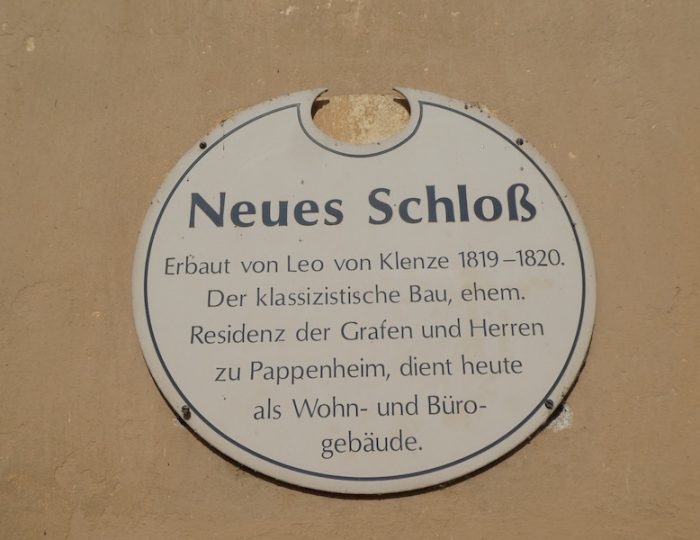 Neues Schloß
Erbaut von Leo von Klenze 1819–1820.
Der klassizistische Bau, ehem.
Residenz der Grafen und Herren
zu Pappenheim, dient heute
als Wohn- und Büro-
gebäude.